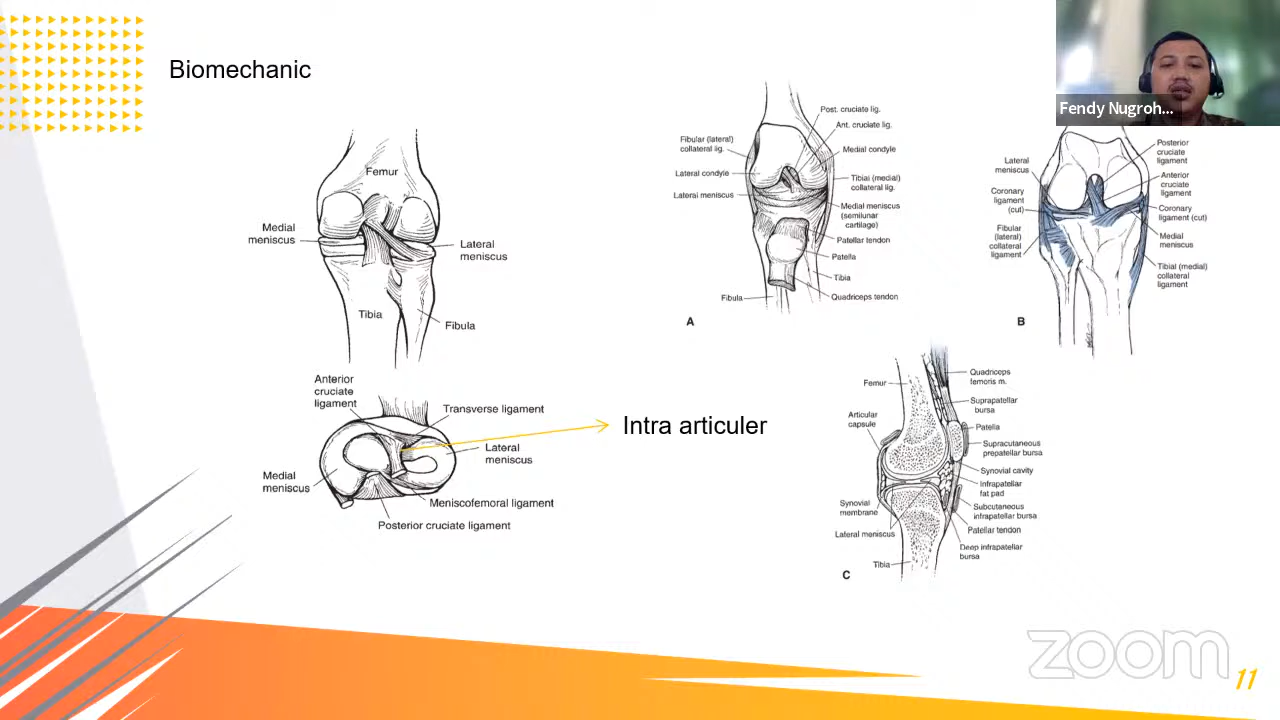 Biomechanic
Fendy Nugroh...
Femur
Medial
meniscus
Lateral
meniscus
Tibia
Fibula
Anterior
cruciate
ligament
Transverse ligament
Lateral
meniscus
Medial
meniscus
Meniscofemoral ligament
Posterior cruciate ligament
Intra articuler
Post. cruciate lig.
Ant. cruciate lig.
Fibular (lateral)
collateral lig.
Medial condyle
Lateral condyle
Tibial (medial)
collateral lig.
Lateral meniscus
Medial meniscus
(semilunar
cartilage)
Patellar tendon
Patella
Tibia
Fibula
Quadriceps tendon
A
Posterior
cruciate
ligament
Lateral
meniscus
Anterior
cruciate
ligament
Coronary
ligament
(cut)
Coronary
ligament (cut)
Fibular
(lateral)
collateral
ligament
Medial
meniscus
Tibial (medial)
collateral
ligament
B
Quadriceps
femoris m.
Femur
Suprapatellar
bursa
Articular
capsule
Patella
Supracutaneous
prepatellar bursa
Synovial cavity
Infrapatellar
fat pad
Synovial
membrane
Subcutaneous
infrapatellar bursa
Lateral meniscus
Patellar tendon
Deep infrapatellar
bursa
Tibia
C
zoom
11